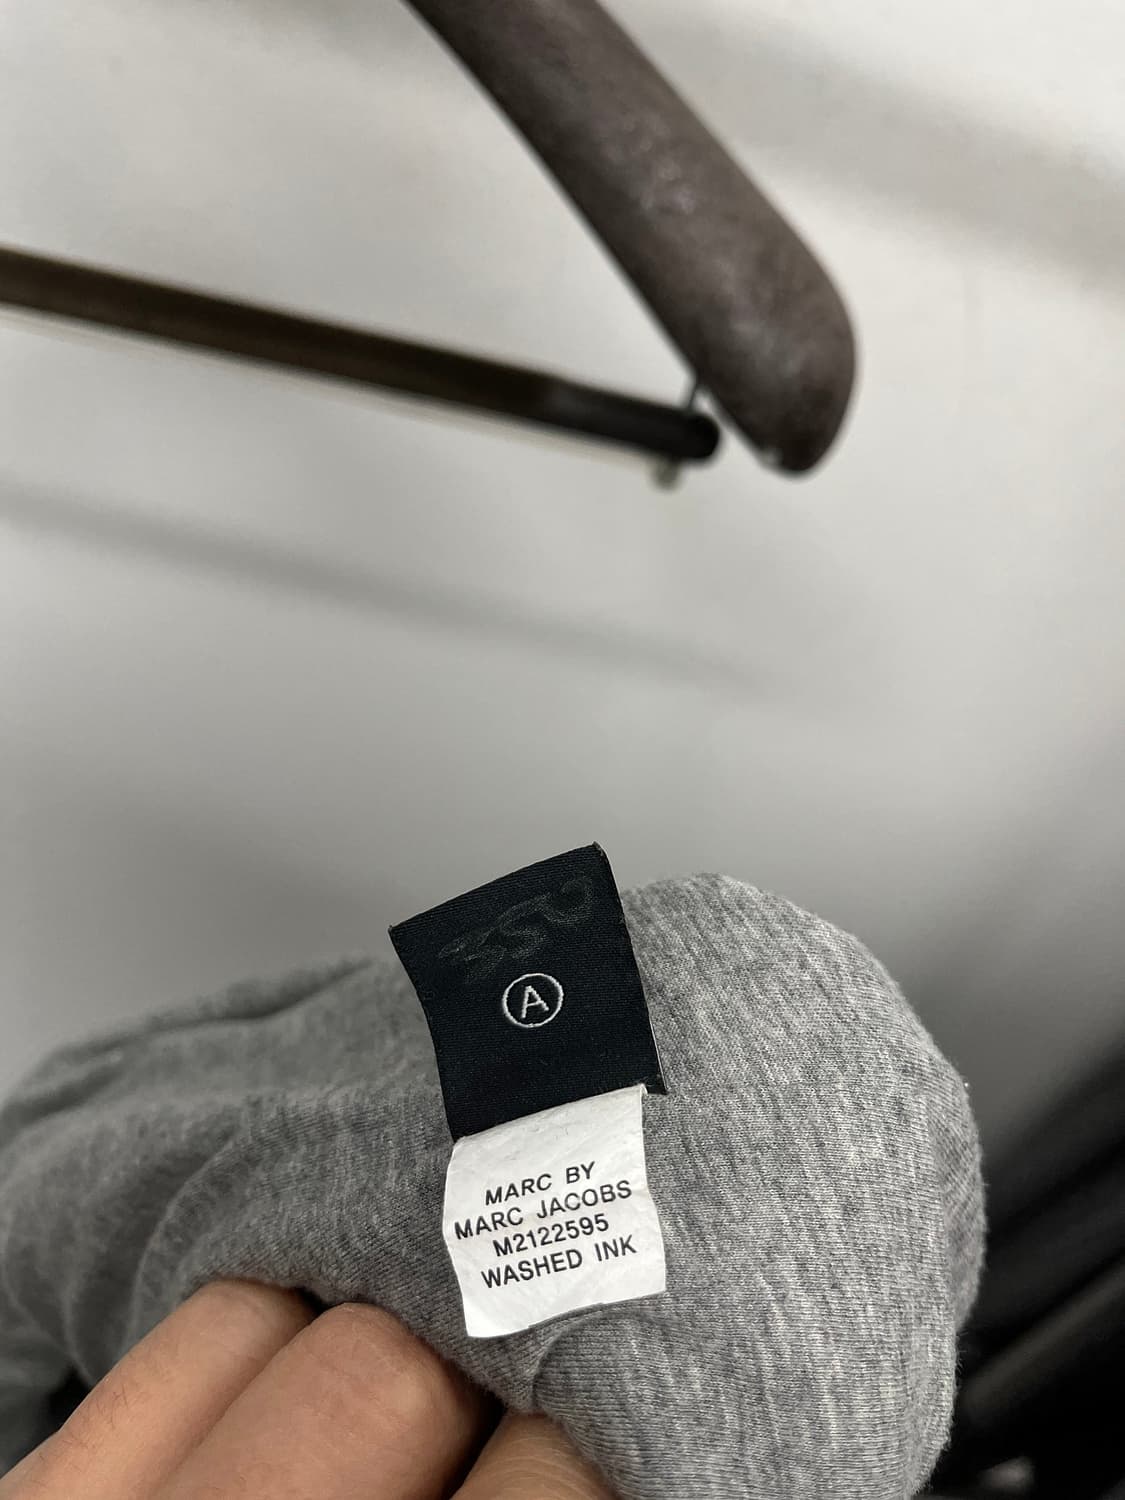 Ⓐ
MARC BY
MARC JACOBS
M2122595
WASHED INK